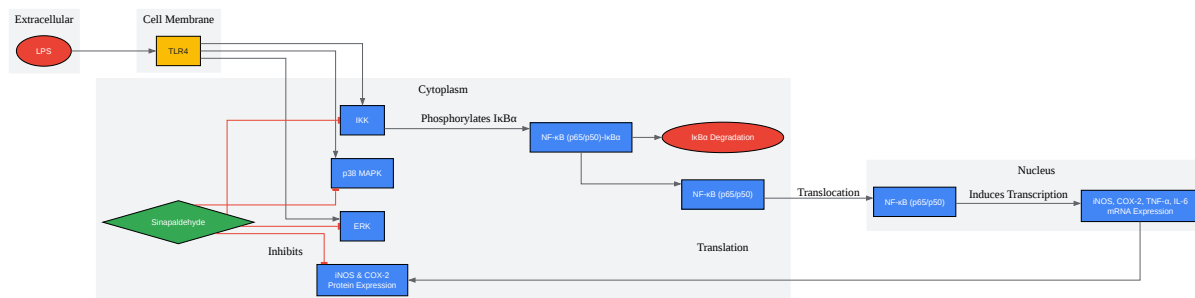 Extracellular
LPS
Cell Membrane
TLR4
Cytoplasm
IKK
Phosphorylates IκBα
NF-κB (p65/p50)-IκBα
IκBα Degradation
p38 MAPK
NF-κB (p65/p50)
Translocation
Nucleus
NF-κB (p65/p50)
Induces Transcription
iNOS, COX-2, TNF-α, IL-6
mRNA Expression
Sinapaldehyde
ERK
Inhibits
Translation
iNOS & COX-2
Protein Expression